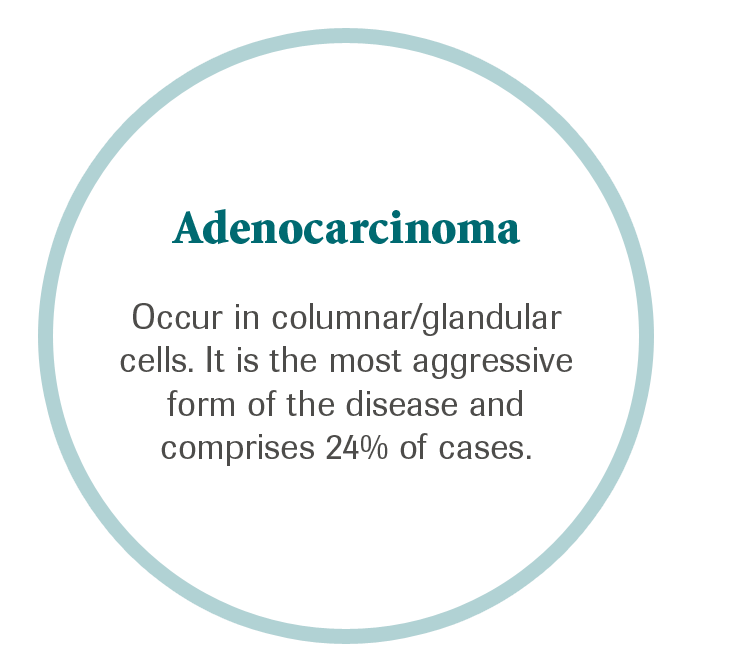 Adenocarcinoma
Occur in columnar/glandular
cells. It is the most aggressive
form of the disease and
comprises 24% of cases.